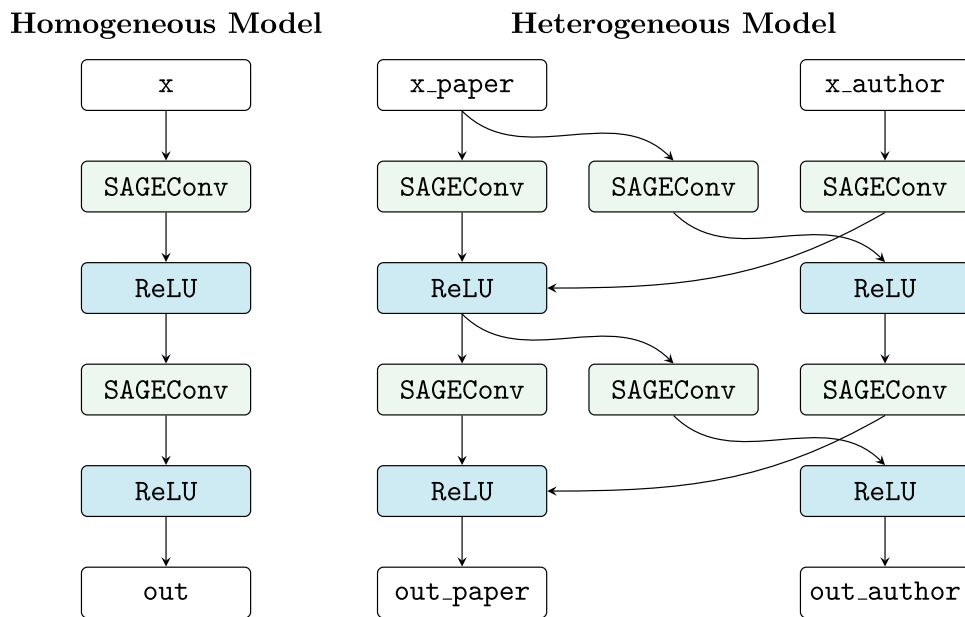 Homogeneous Model
Heterogeneous Model
x
x_paper
x_author
SAGEConv
SAGEConv
SAGEConv
SAGEConv
ReLU
ReLU
ReLU
SAGEConv
SAGEConv
SAGEConv
SAGEConv
ReLU
ReLU
ReLU
out
out_paper
out_author